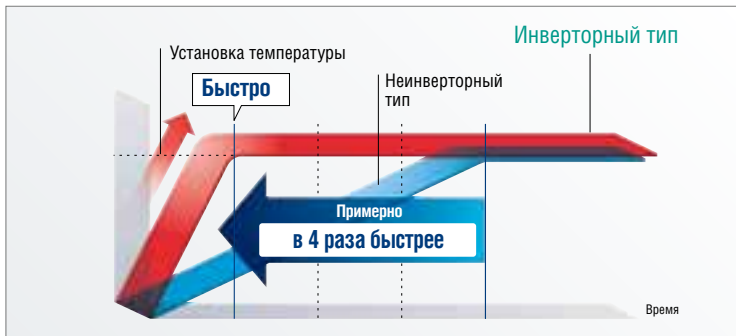 Инверторный тип
Установка температуры
Быстро
Неинверторный
тип
Примерно
в 4 раза быстрее
Время